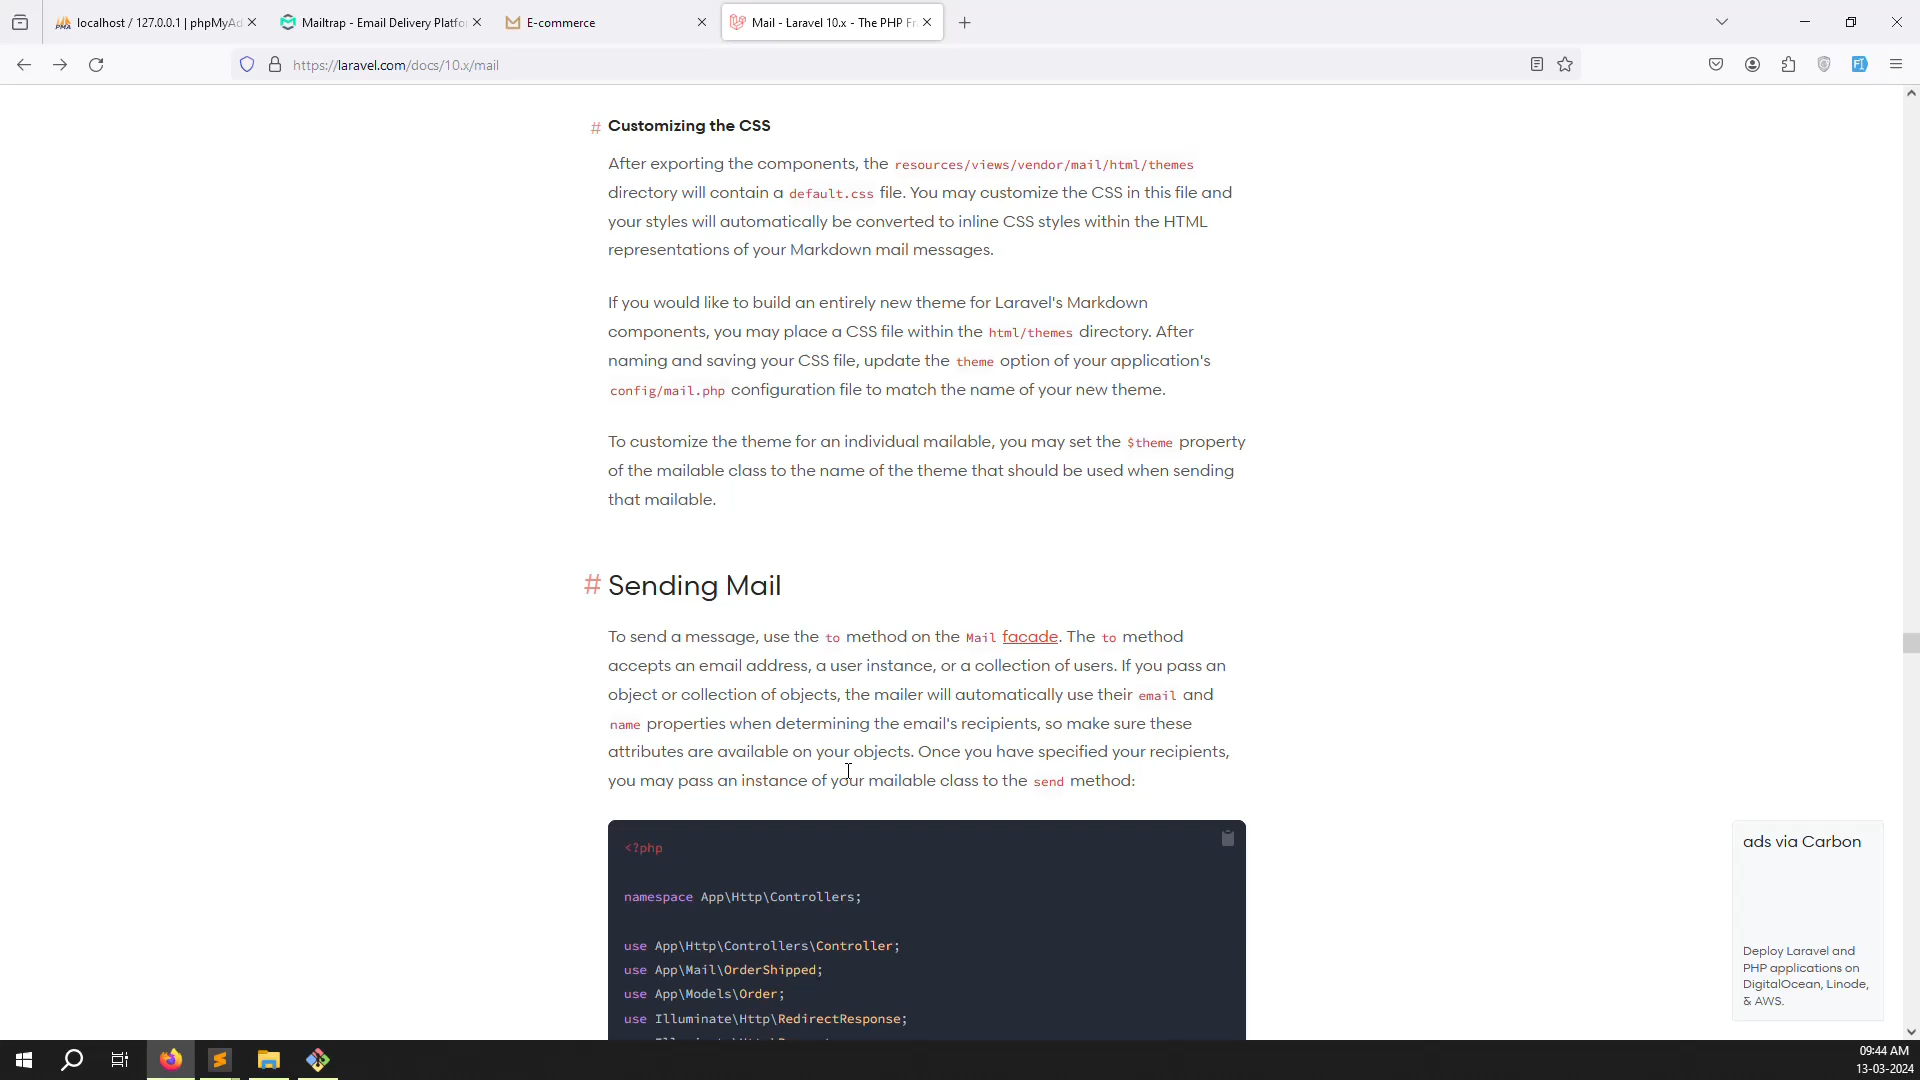 localhost / 127.0.0.1 | phpMyAd
Mailtrap - Email Delivery Platfo
E-commerce
Mail - Laravel 10.x - The PHP Fr
https://laravel.com/docs/10.x/mail
# Customizing the CSS
After exporting the components, the resources/views/vendor/mail/html/themes
directory will contain a default.css file. You may customize the CSS in this file and
your styles will automatically be converted to inline CSS styles within the HTML
representations of your Markdown mail messages.
If you would like to build an entirely new theme for Laravel's Markdown
components, you may place a CSS file within the html/themes directory. After
naming and saving your CSS file, update the theme option of your application's
config/mail.php configuration file to match the name of your new theme.
To customize the theme for an individual mailable, you may set the $theme property
of the mailable class to the name of the theme that should be used when sending
that mailable.
# Sending Mail
To send a message, use the to method on the Mail facade. The to method
accepts an email address, a user instance, or a collection of users. If you pass an
object or collection of objects, the mailer will automatically use their email and
name properties when determining the email's recipients, so make sure these
attributes are available on your objects. Once you have specified your recipients,
you may pass an instance of your mailable class to the send method:
<?php
namespace App\Http\Controllers;
use App\Http\Controllers\Controller;
use App\Mail\OrderShipped;
use App\Models\Order;
use Illuminate\Http\RedirectResponse;
ads via Carbon
Deploy Laravel and
PHP applications on
DigitalOcean, Linode,
& AWS.
09:44 AM
13-03-2024